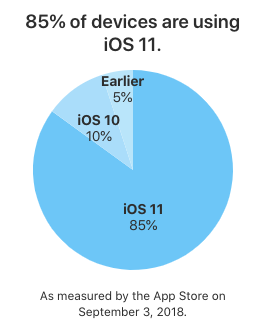 85% of devices are using
iOS 11.
Earlier
5%
iOS 10
10%
iOS 11
85%
As measured by the App Store on
September 3, 2018.